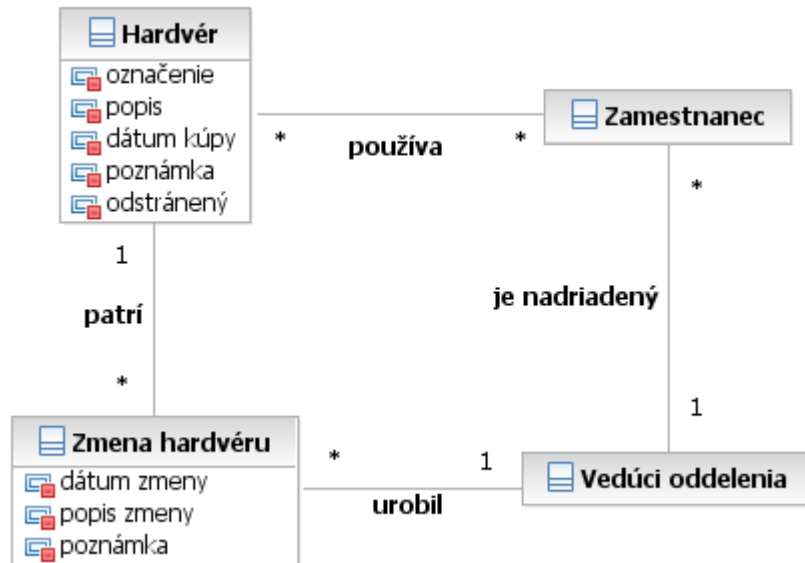 Hardvér
označenie
popis
dátum kúpy
poznámka
odstránený
* používa *
Zamestnanec
*
je nadriadený
1
1
patrí
*
Zmena hardvéru
dátum zmeny
popis zmeny
poznámka
* urobil 1
Vedúci oddelenia